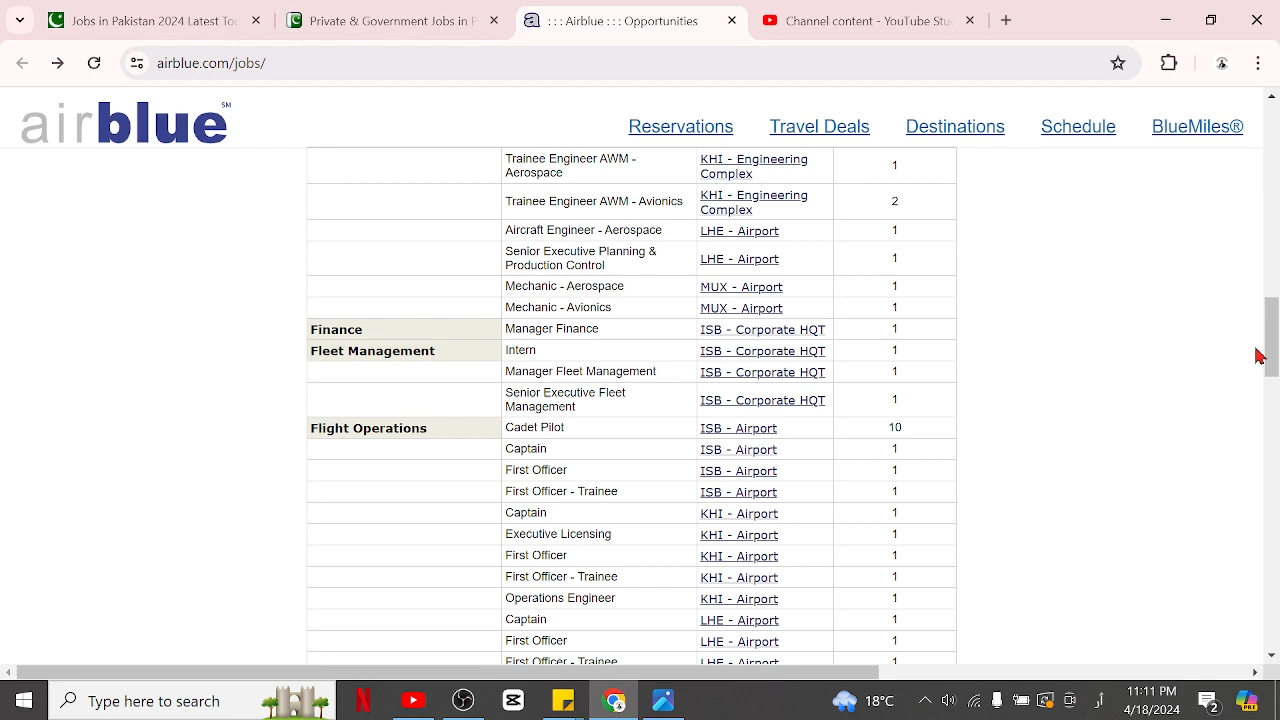 Jobs in Pakistan 2024 Latest To
Private & Government Jobs in P
: : : Airblue : : : Opportunities
Channel content - YouTube Stu
airblue.com/jobs/
airblue SM
Reservations
Travel Deals
Destinations
Schedule
BlueMiles®
Trainee Engineer AWM - Aerospace KHI - Engineering Complex 1
Trainee Engineer AWM - Avionics KHI - Engineering Complex 2
Aircraft Engineer - Aerospace LHE - Airport 1
Senior Executive Planning & Production Control LHE - Airport 1
Mechanic - Aerospace MUX - Airport 1
Mechanic - Avionics MUX - Airport 1
Finance Manager Finance ISB - Corporate HQT 1
Fleet Management Intern ISB - Corporate HQT 1
Manager Fleet Management ISB - Corporate HQT 1
Senior Executive Fleet Management ISB - Corporate HQT 1
Flight Operations Cadet Pilot ISB - Airport 10
Captain ISB - Airport 1
First Officer ISB - Airport 1
First Officer - Trainee ISB - Airport 1
Captain KHI - Airport 1
Executive Licensing KHI - Airport 1
First Officer KHI - Airport 1
First Officer - Trainee KHI - Airport 1
Operations Engineer KHI - Airport 1
Captain LHE - Airport 1
First Officer LHE - Airport 1
First Officer - Trainee LHE - Airport 1
Type here to search
18°C
11:11 PM
4/18/2024
2
PRE